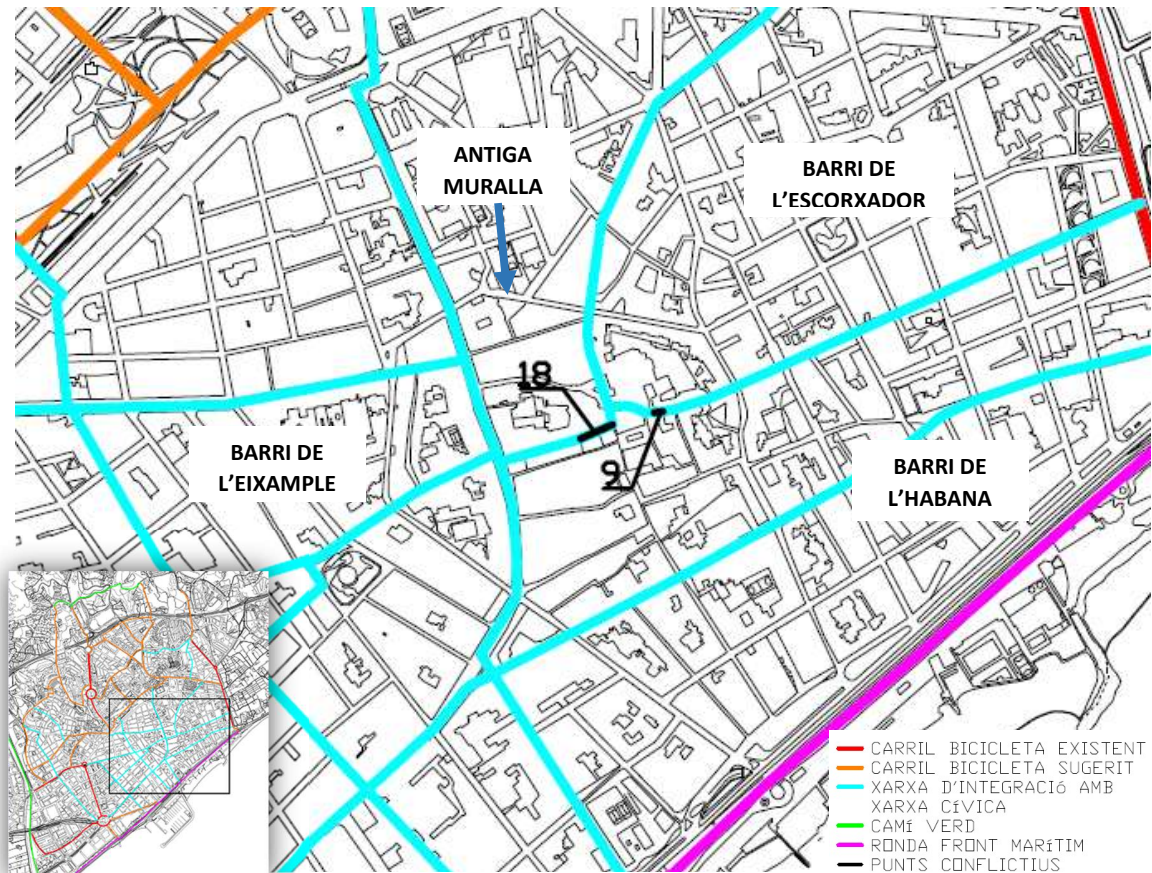 ANTIGA
MURALLA
BARRI DE
L'ESCORXADOR
18
9
BARRI DE
L'EIXAMPLE
BARRI DE
L'HABANA
CARRIL BICICLETA EXISTENT
CARRIL BICICLETA SUGERIT
XARXA D'INTEGRACIó AMB
XARXA CíVICA
CAMí VERD
RONDA FRONT MARíTIM
PUNTS CONFLICTIUS